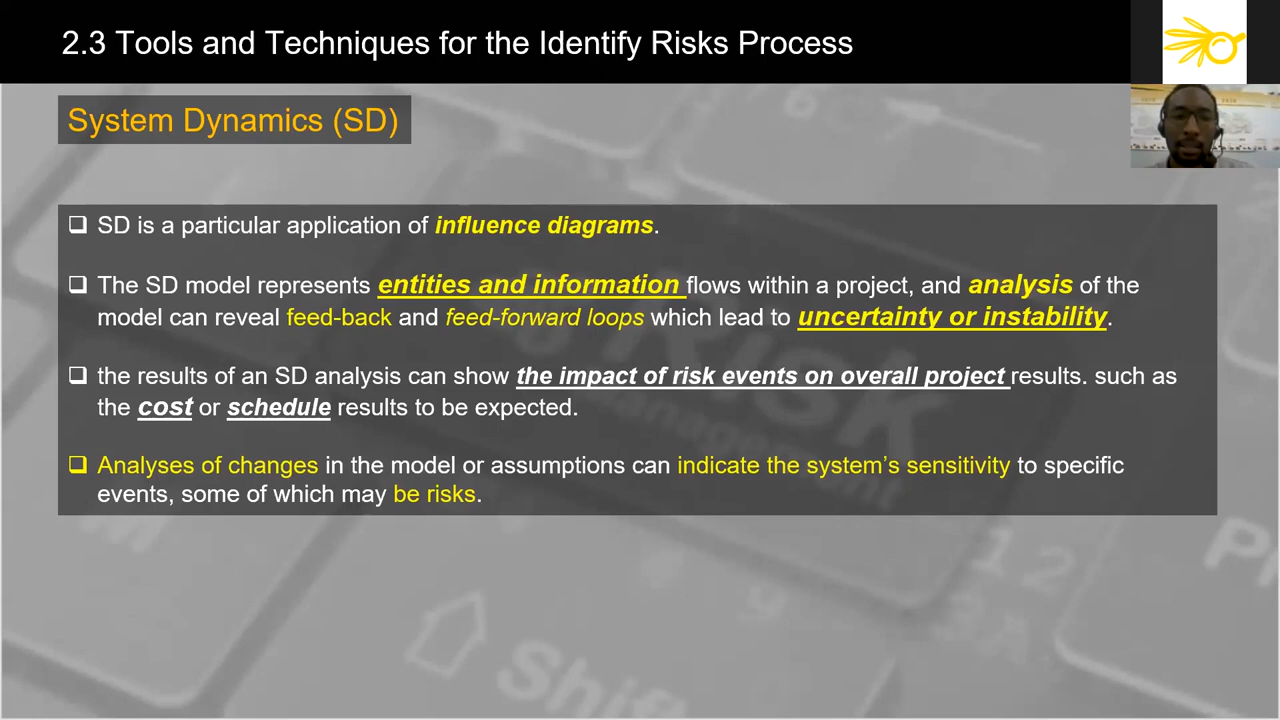 2.3 Tools and Techniques for the Identify Risks Process
System Dynamics (SD)
❑ SD is a particular application of influence diagrams.
❑ The SD model represents entities and information flows within a project, and analysis of the
model can reveal feed-back and feed-forward loops which lead to uncertainty or instability.
❑ the results of an SD analysis can show the impact of risk events on overall project results. such as
the cost or schedule results to be expected.
❑ Analyses of changes in the model or assumptions can indicate the system's sensitivity to specific
events, some of which may be risks.
Risk
management
Shift